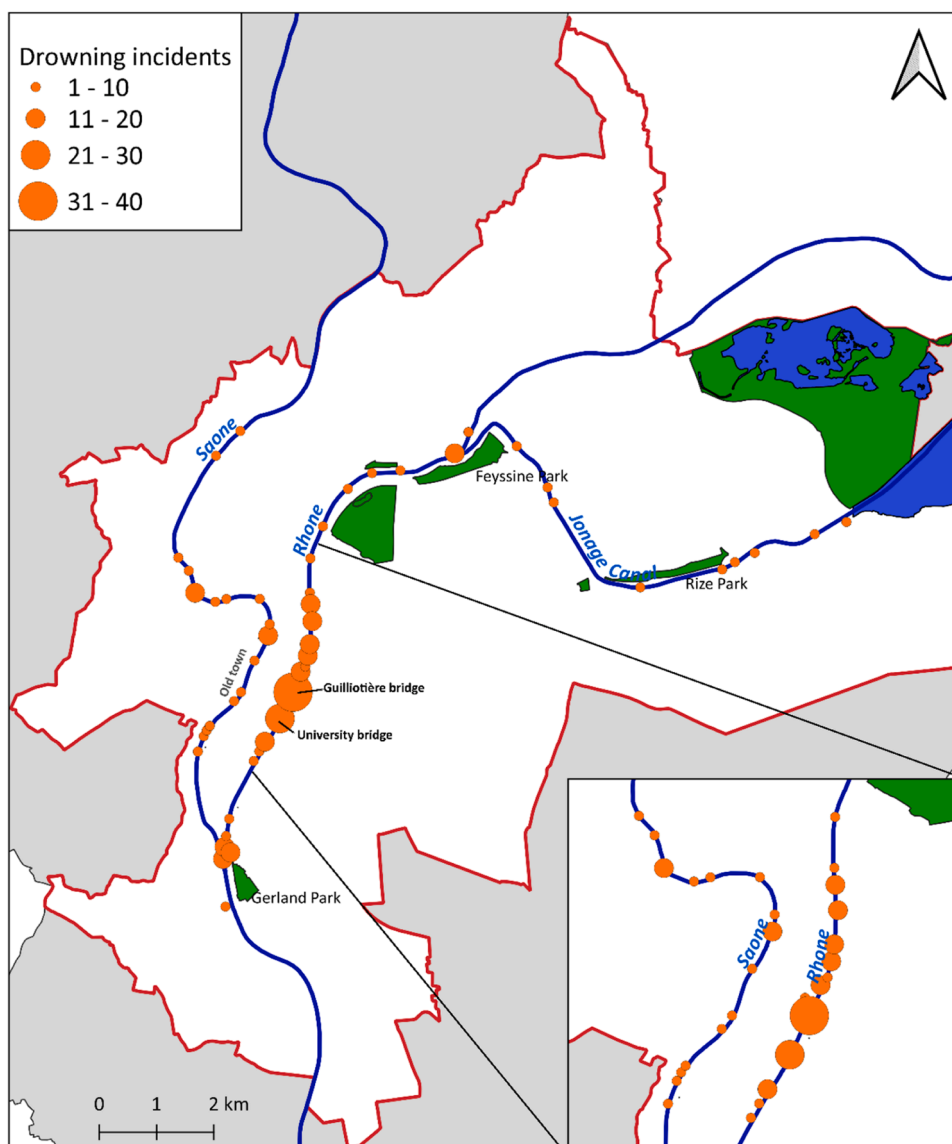 Drowning incidents
1 - 10
11 - 20
21 - 30
31 - 40
Saone
Feyssine Park
Rhone
Jonage Canal
Rize Park
Old town
Guilliotière bridge
University bridge
Gerland Park
0 1 2 km
Saone
Rhone